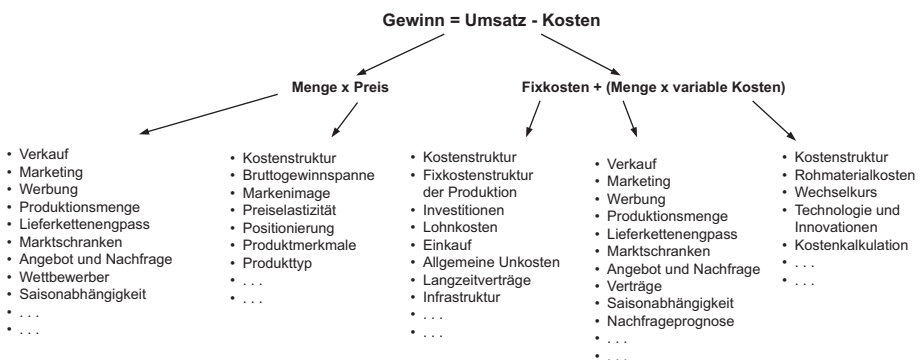 Gewinn = Umsatz - Kosten
Menge x Preis
Fixkosten + (Menge x variable Kosten)
• Verkauf
• Marketing
• Werbung
• Produktionsmenge
• Lieferkettenengpass
• Marktschranken
• Angebot und Nachfrage
• Wettbewerber
• Saisonabhängigkeit
• . . .
• . . .
• Kostenstruktur
• Bruttogewinnspanne
• Markenimage
• Preiselastizität
• Positionierung
• Produktmerkmale
• Produkttyp
• . . .
• . . .
• Kostenstruktur
• Fixkostenstruktur
der Produktion
• Investitionen
• Lohnkosten
• Einkauf
• Allgemeine Unkosten
• Langzeitverträge
• Infrastruktur
• . . .
• . . .
• Verkauf
• Marketing
• Werbung
• Produktionsmenge
• Lieferkettenengpass
• Marktschranken
• Angebot und Nachfrage
• Verträge
• Saisonabhängigkeit
• Nachfrageprognose
• . . .
• . . .
• Kostenstruktur
• Rohmaterialkosten
• Wechselkurs
• Technologie und
Innovationen
• Kostenkalkulation
• . . .
• . . .